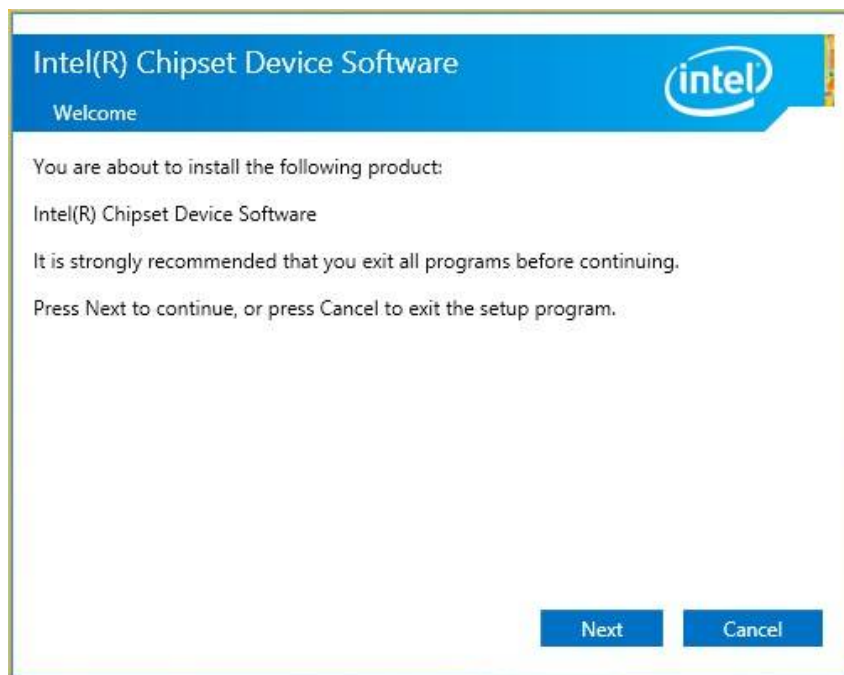 Intel(R) Chipset Device Software
intel
Welcome
You are about to install the following product:
Intel(R) Chipset Device Software
It is strongly recommended that you exit all programs before continuing.
Press Next to continue, or press Cancel to exit the setup program.
Next
Cancel